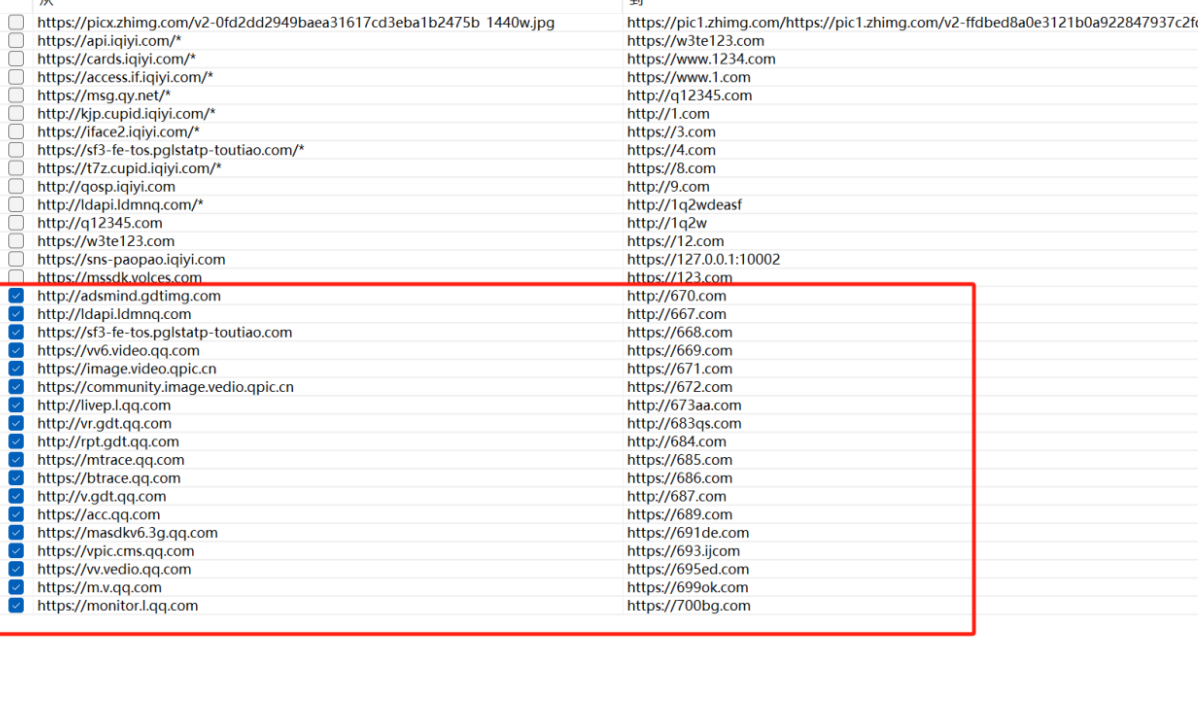 从 到
https://picx.zhimg.com/v2-0fd2dd2949baea31617cd3eba1b2475b_1440w.jpg https://pic1.zhimg.com/https://pic1.zhimg.com/v2-ffdbed8a0e3121b0a922847937c2f
https://api.iqiyi.com/* https://w3te123.com
https://cards.iqiyi.com/* https://www.1234.com
https://access.if.iqiyi.com/* https://www.1.com
https://msg.qy.net/* http://q12345.com
http://kjp.cupid.iqiyi.com/* http://1.com
https://iface2.iqiyi.com/* https://3.com
https://sf3-fe-tos.pglstatp-toutiao.com/* https://4.com
https://t7z.cupid.iqiyi.com/* https://8.com
http://qosp.iqiyi.com http://9.com
http://ldapi.ldmnq.com/* http://1q2wdeasf
http://q12345.com http://1q2w
https://w3te123.com https://12.com
https://sns-paopao.iqiyi.com https://127.0.0.1:10002
https://mssdk.volces.com https://123.com
http://adsmind.gdtimg.com http://670.com
http://ldapi.ldmnq.com http://667.com
https://sf3-fe-tos.pglstatp-toutiao.com https://668.com
https://vv6.video.qq.com https://669.com
https://image.video.qpic.cn https://671.com
https://community.image.vedio.qpic.cn https://672.com
http://livep.l.qq.com http://673aa.com
http://vr.gdt.qq.com http://683qs.com
http://rpt.gdt.qq.com http://684.com
https://mtrace.qq.com https://685.com
https://btrace.qq.com https://686.com
http://v.gdt.qq.com http://687.com
https://acc.qq.com https://689.com
https://masdkv6.3g.qq.com https://691de.com
https://vpic.cms.qq.com https://693.ijcom
https://vv.vedio.qq.com https://695ed.com
https://m.v.qq.com https://699ok.com
https://monitor.l.qq.com https://700bg.com